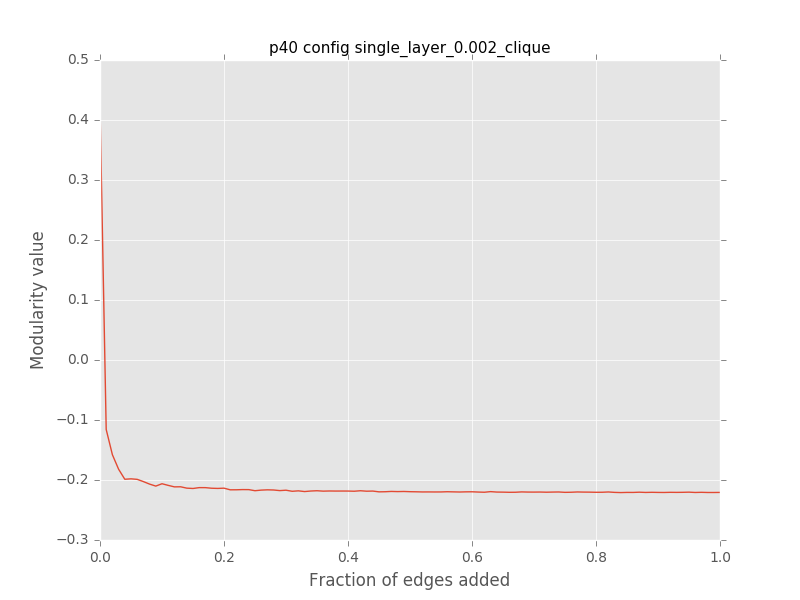 p40 config single_layer_0.002_clique
0.5
0.4
0.3
0.2
0.1
0.0
−0.1
−0.2
−0.3
Modularity value
0.0 0.2 0.4 0.6 0.8 1.0
Fraction of edges added